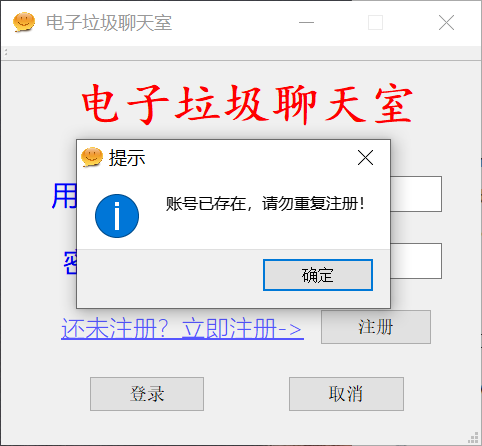 电子垃圾聊天室
电子垃圾聊天室
提示
账号已存在，请勿重复注册！
确定
用
密
还未注册？立即注册->
注册
登录
取消